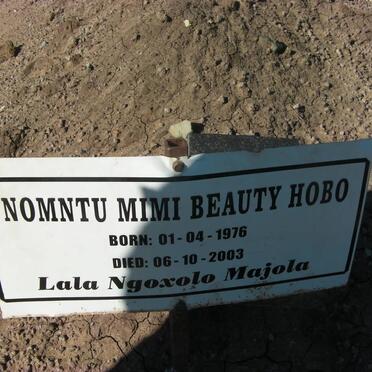 NOMNTU MIMI BEAUTY HOBO
BORN: 01-04-1976
DIED: 06-10-2003
Lala Ngoxolo Majola